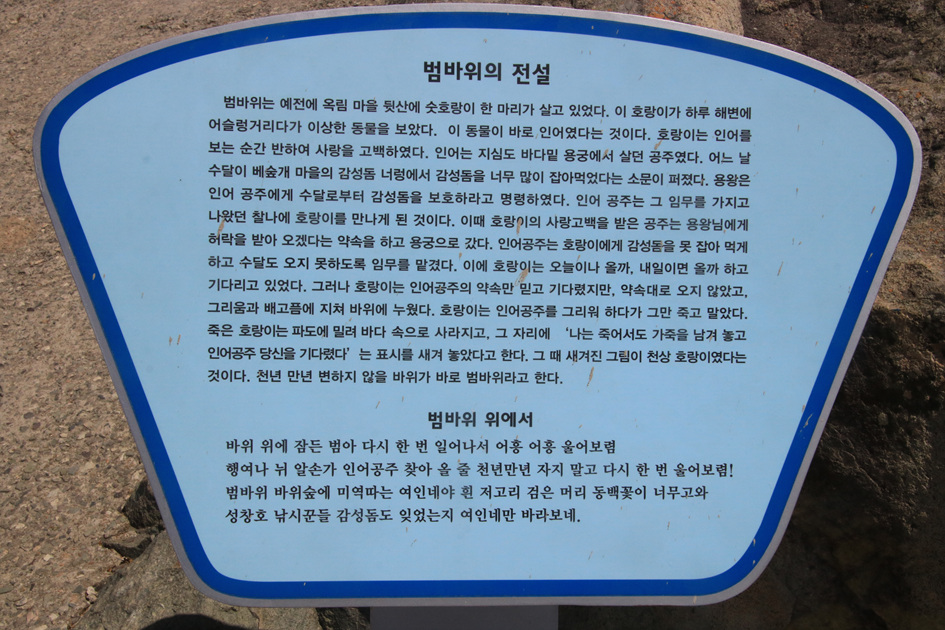 범바위의 전설
범바위는 예전에 옥림 마을 뒷산에 숫호랑이 한 마리가 살고 있었다. 이 호랑이가 하루 해변에
어슬렁거리다가 이상한 동물을 보았다. 이 동물이 바로 인어였다는 것이다. 호랑이는 인어를
보는 순간 반하여 사랑을 고백하였다. 인어는 지심도 바다밑 용궁에서 살던 공주였다. 어느 날
수달이 베숲개 마을의 감성돔 너렁에서 감성돔을 너무 많이 잡아먹었다는 소문이 퍼졌다. 용왕은
인어 공주에게 수달로부터 감성돔을 보호하라고 명령하였다. 인어 공주는 그 임무를 가지고
나왔던 찰나에 호랑이를 만나게 된 것이다. 이때 호랑이의 사랑고백을 받은 공주는 용왕님에게
허락을 받아 오겠다는 약속을 하고 용궁으로 갔다. 인어공주는 호랑이에게 감성돔을 못 잡아 먹게
하고 수달도 오지 못하도록 임무를 맡겼다. 이에 호랑이는 오늘이나 올까, 내일이면 올까 하고
기다리고 있었다. 그러나 호랑이는 인어공주의 약속만 믿고 기다렸지만, 약속대로 오지 않았고,
그리움과 배고픔에 지쳐 바위에 누웠다. 호랑이는 인어공주를 그리워 하다가 그만 죽고 말았다.
죽은 호랑이는 파도에 밀려 바다 속으로 사라지고, 그 자리에 ‘나는 죽어서도 가죽을 남겨 놓고
인어공주 당신을 기다렸다’는 표시를 새겨 놓았다고 한다. 그 때 새겨진 그림이 천상 호랑이였다는
것이다. 천년 만년 변하지 않을 바위가 바로 범바위라고 한다.
범바위 위에서
바위 위에 잠든 범아 다시 한 번 일어나서 어흥 어흥 울어보렴
행여나 뉘 알손가 인어공주 찾아 올 줄 천년만년 자지 말고 다시 한 번 울어보렴!
범바위 바위숲에 미역따는 여인네야 흰 저고리 검은 머리 동백꽃이 너무고와
성창호 낚시꾼들 감성돔도 잊었는지 여인네만 바라보네.